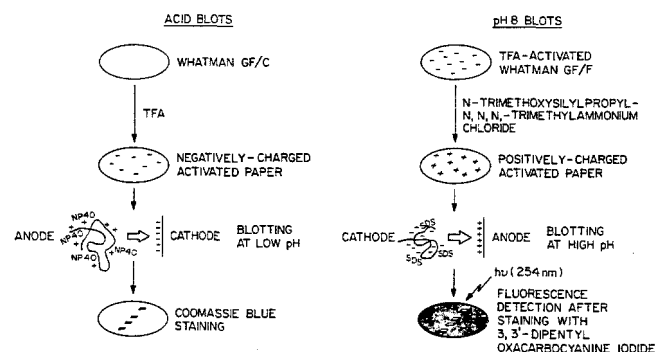 ACID BLOTS
WHATMAN GF/C
TFA
NEGATIVELY-CHARGED
ACTIVATED PAPER
NP40
NP40
NP40
NP40
ANODE
CATHODE
BLOTTING
AT LOW pH
COOMASSIE BLUE
STAINING
pH 8 BLOTS
TFA-ACTIVATED
WHATMAN GF/F
N-TRIMETHOXYSILYLPROPYL-
N, N, N,-TRIMETHYLAMMONIUM
CHLORIDE
POSITIVELY-CHARGED
ACTIVATED PAPER
SDS
SDS
SDS
CATHODE
ANODE
BLOTTING
AT HIGH pH
hυ (254 nm)
FLUORESCENCE
DETECTION AFTER
STAINING WITH
3, 3'-DIPENTYL
OXACARBOCYANINE IODIDE